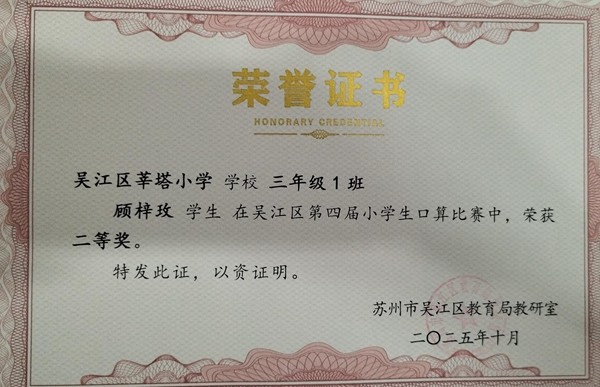 荣誉证书
HONORARY CREDENTIAL
吴江区莘塔小学 学校 三年级1班
顾梓玫 学生 在吴江区第四届小学生口算比赛中，荣获
二等奖。
特发此证，以资证明。
苏州市吴江区教育局教研室
二〇二五年十月